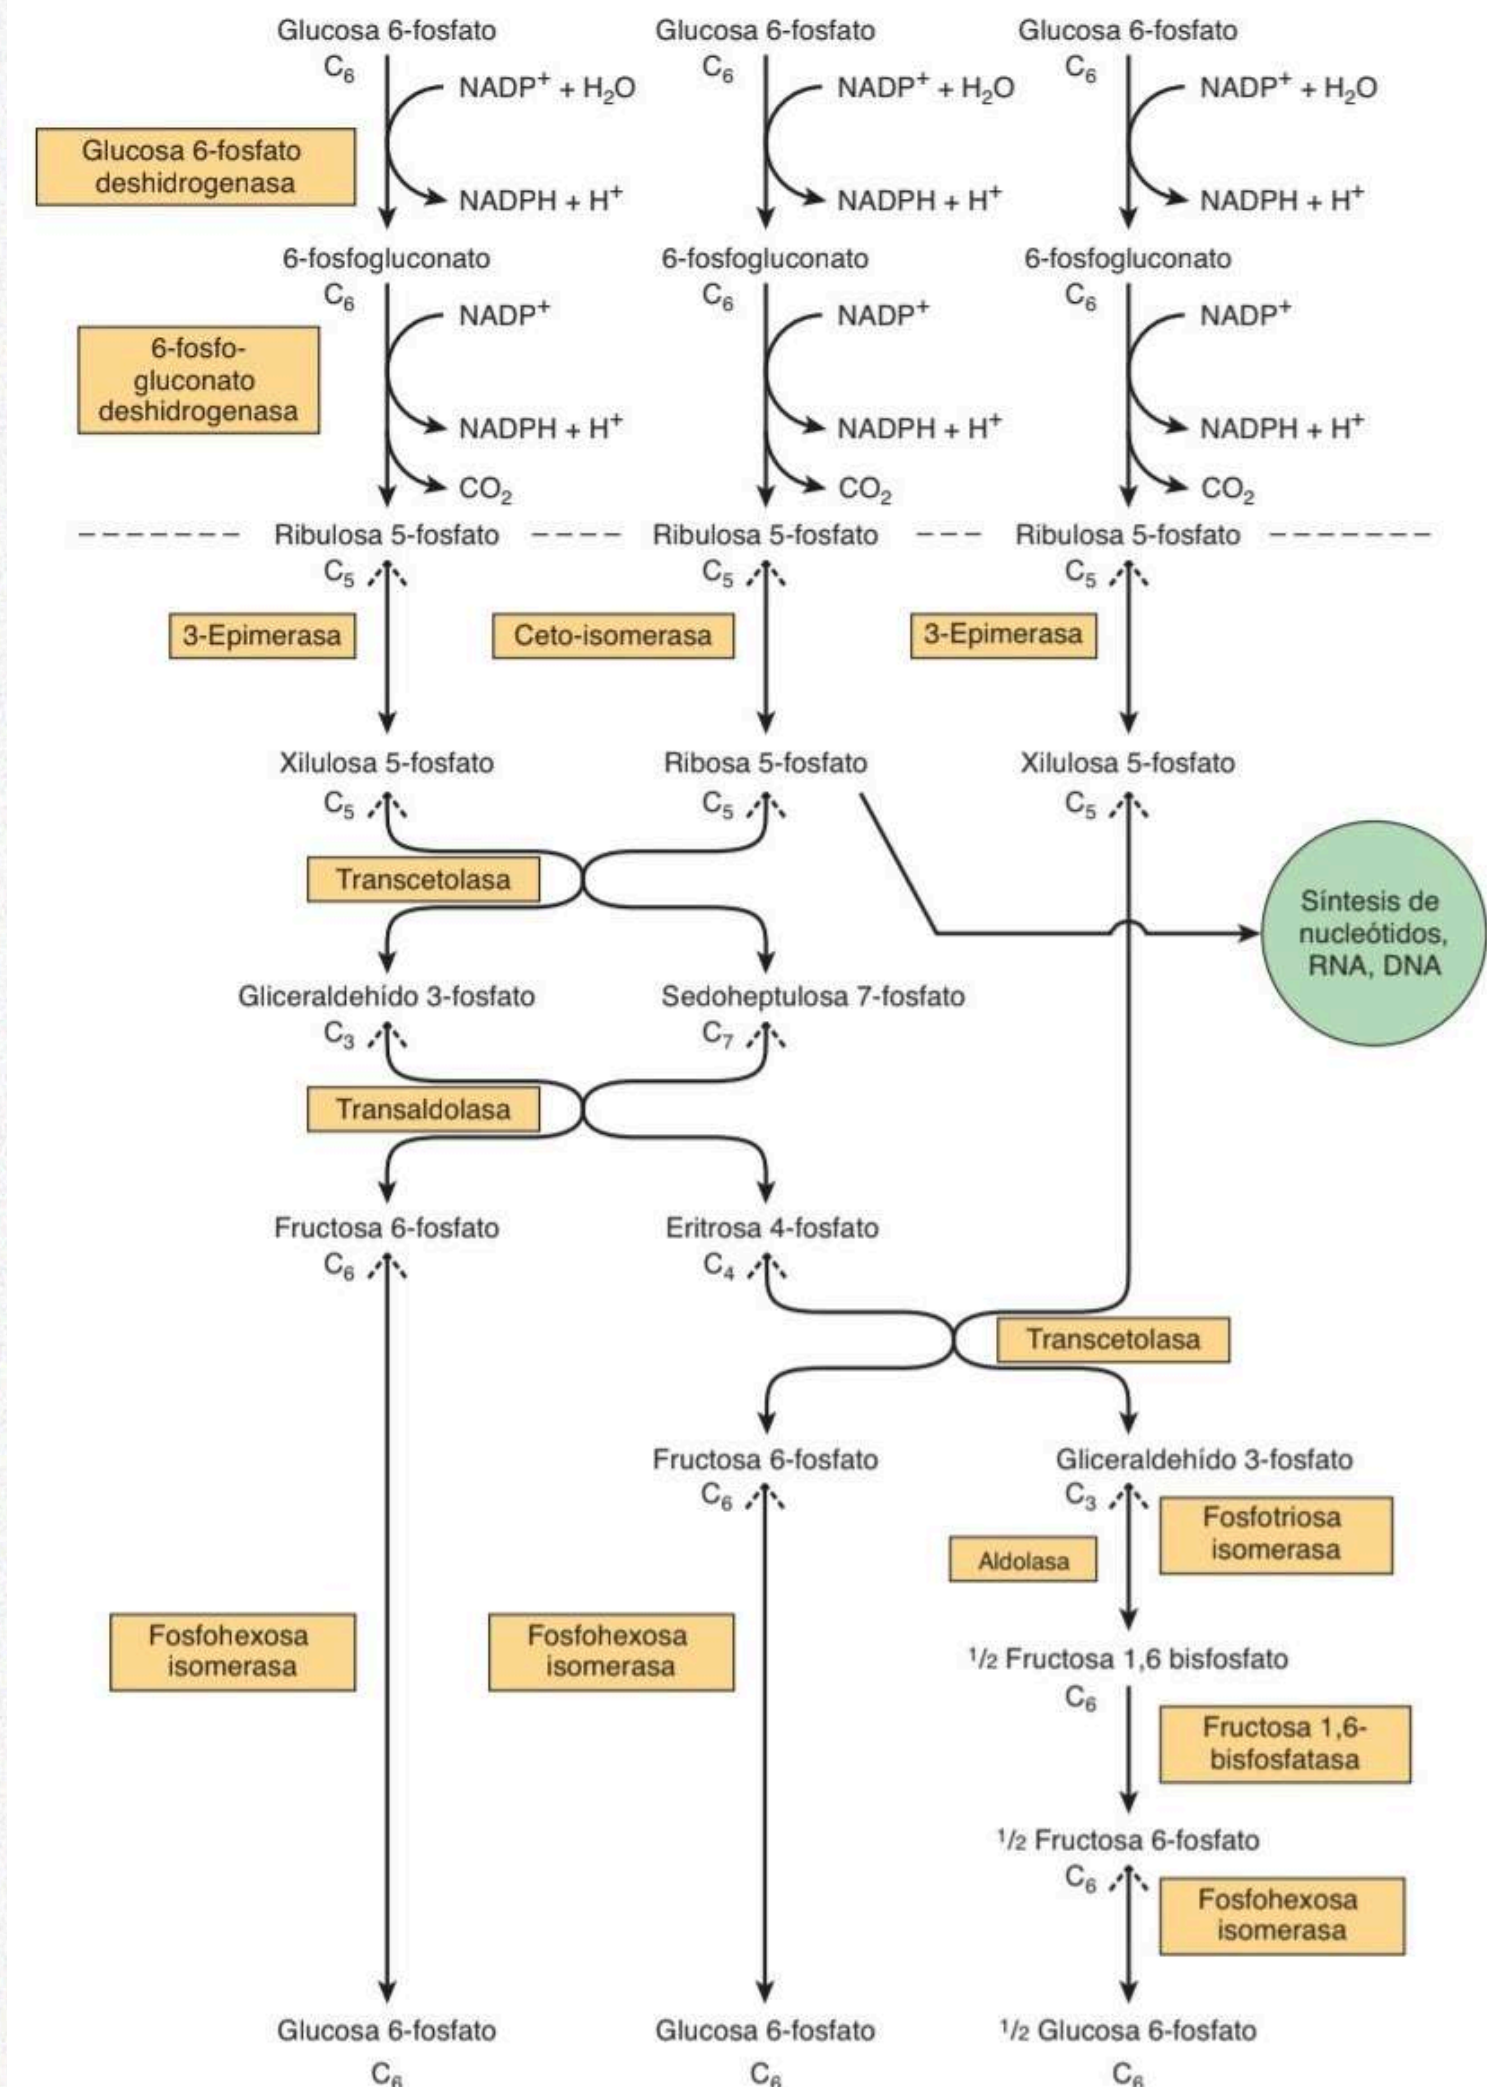 Glucosa 6-fosfato Glucosa 6-fosfato Glucosa 6-fosfato
C₆ C₆ C₆
NADP⁺ + H₂O NADP⁺ + H₂O NADP⁺ + H₂O
Glucosa 6-fosfato
deshidrogenasa
NADPH + H⁺ NADPH + H⁺ NADPH + H⁺
6-fosfogluconato 6-fosfogluconato 6-fosfogluconato
C₆ C₆ C₆
NADP⁺ NADP⁺ NADP⁺
6-fosfo-
gluconato
deshidrogenasa
NADPH + H⁺ NADPH + H⁺ NADPH + H⁺
CO₂ CO₂ CO₂
Ribulosa 5-fosfato Ribulosa 5-fosfato Ribulosa 5-fosfato
C₅ C₅ C₅
3-Epimerasa Ceto-isomerasa 3-Epimerasa
Xilulosa 5-fosfato Ribosa 5-fosfato Xilulosa 5-fosfato
C₅ C₅ C₅
Transcetolasa
Síntesis de
nucleótidos,
RNA, DNA
Gliceraldehído 3-fosfato Sedoheptulosa 7-fosfato
C₃ C₇
Transaldolasa
Fructosa 6-fosfato Eritrosa 4-fosfato
C₆ C₄
Transcetolasa
Fructosa 6-fosfato Gliceraldehído 3-fosfato
C₆ C₃
Fosfotriosa
isomerasa
Aldolasa
Fosfohexosa
isomerasa
Fosfohexosa
isomerasa
1/2 Fructosa 1,6 bisfosfato
C₆
Fructosa 1,6-
bisfosfatasa
1/2 Fructosa 6-fosfato
C₆
Fosfohexosa
isomerasa
Glucosa 6-fosfato Glucosa 6-fosfato 1/2 Glucosa 6-fosfato
C₆ C₆ C₆